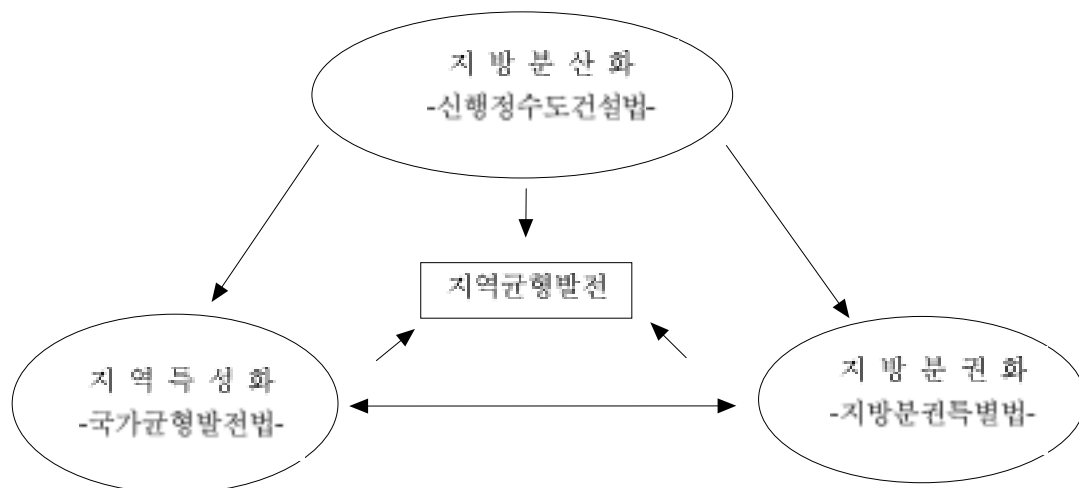 지 방 분 산 화
-신행정수도건설법-
지역균형발전
지 역 특 성 화
-국가균형발전법-
지 방 분 권 화
-지방분권특별법-